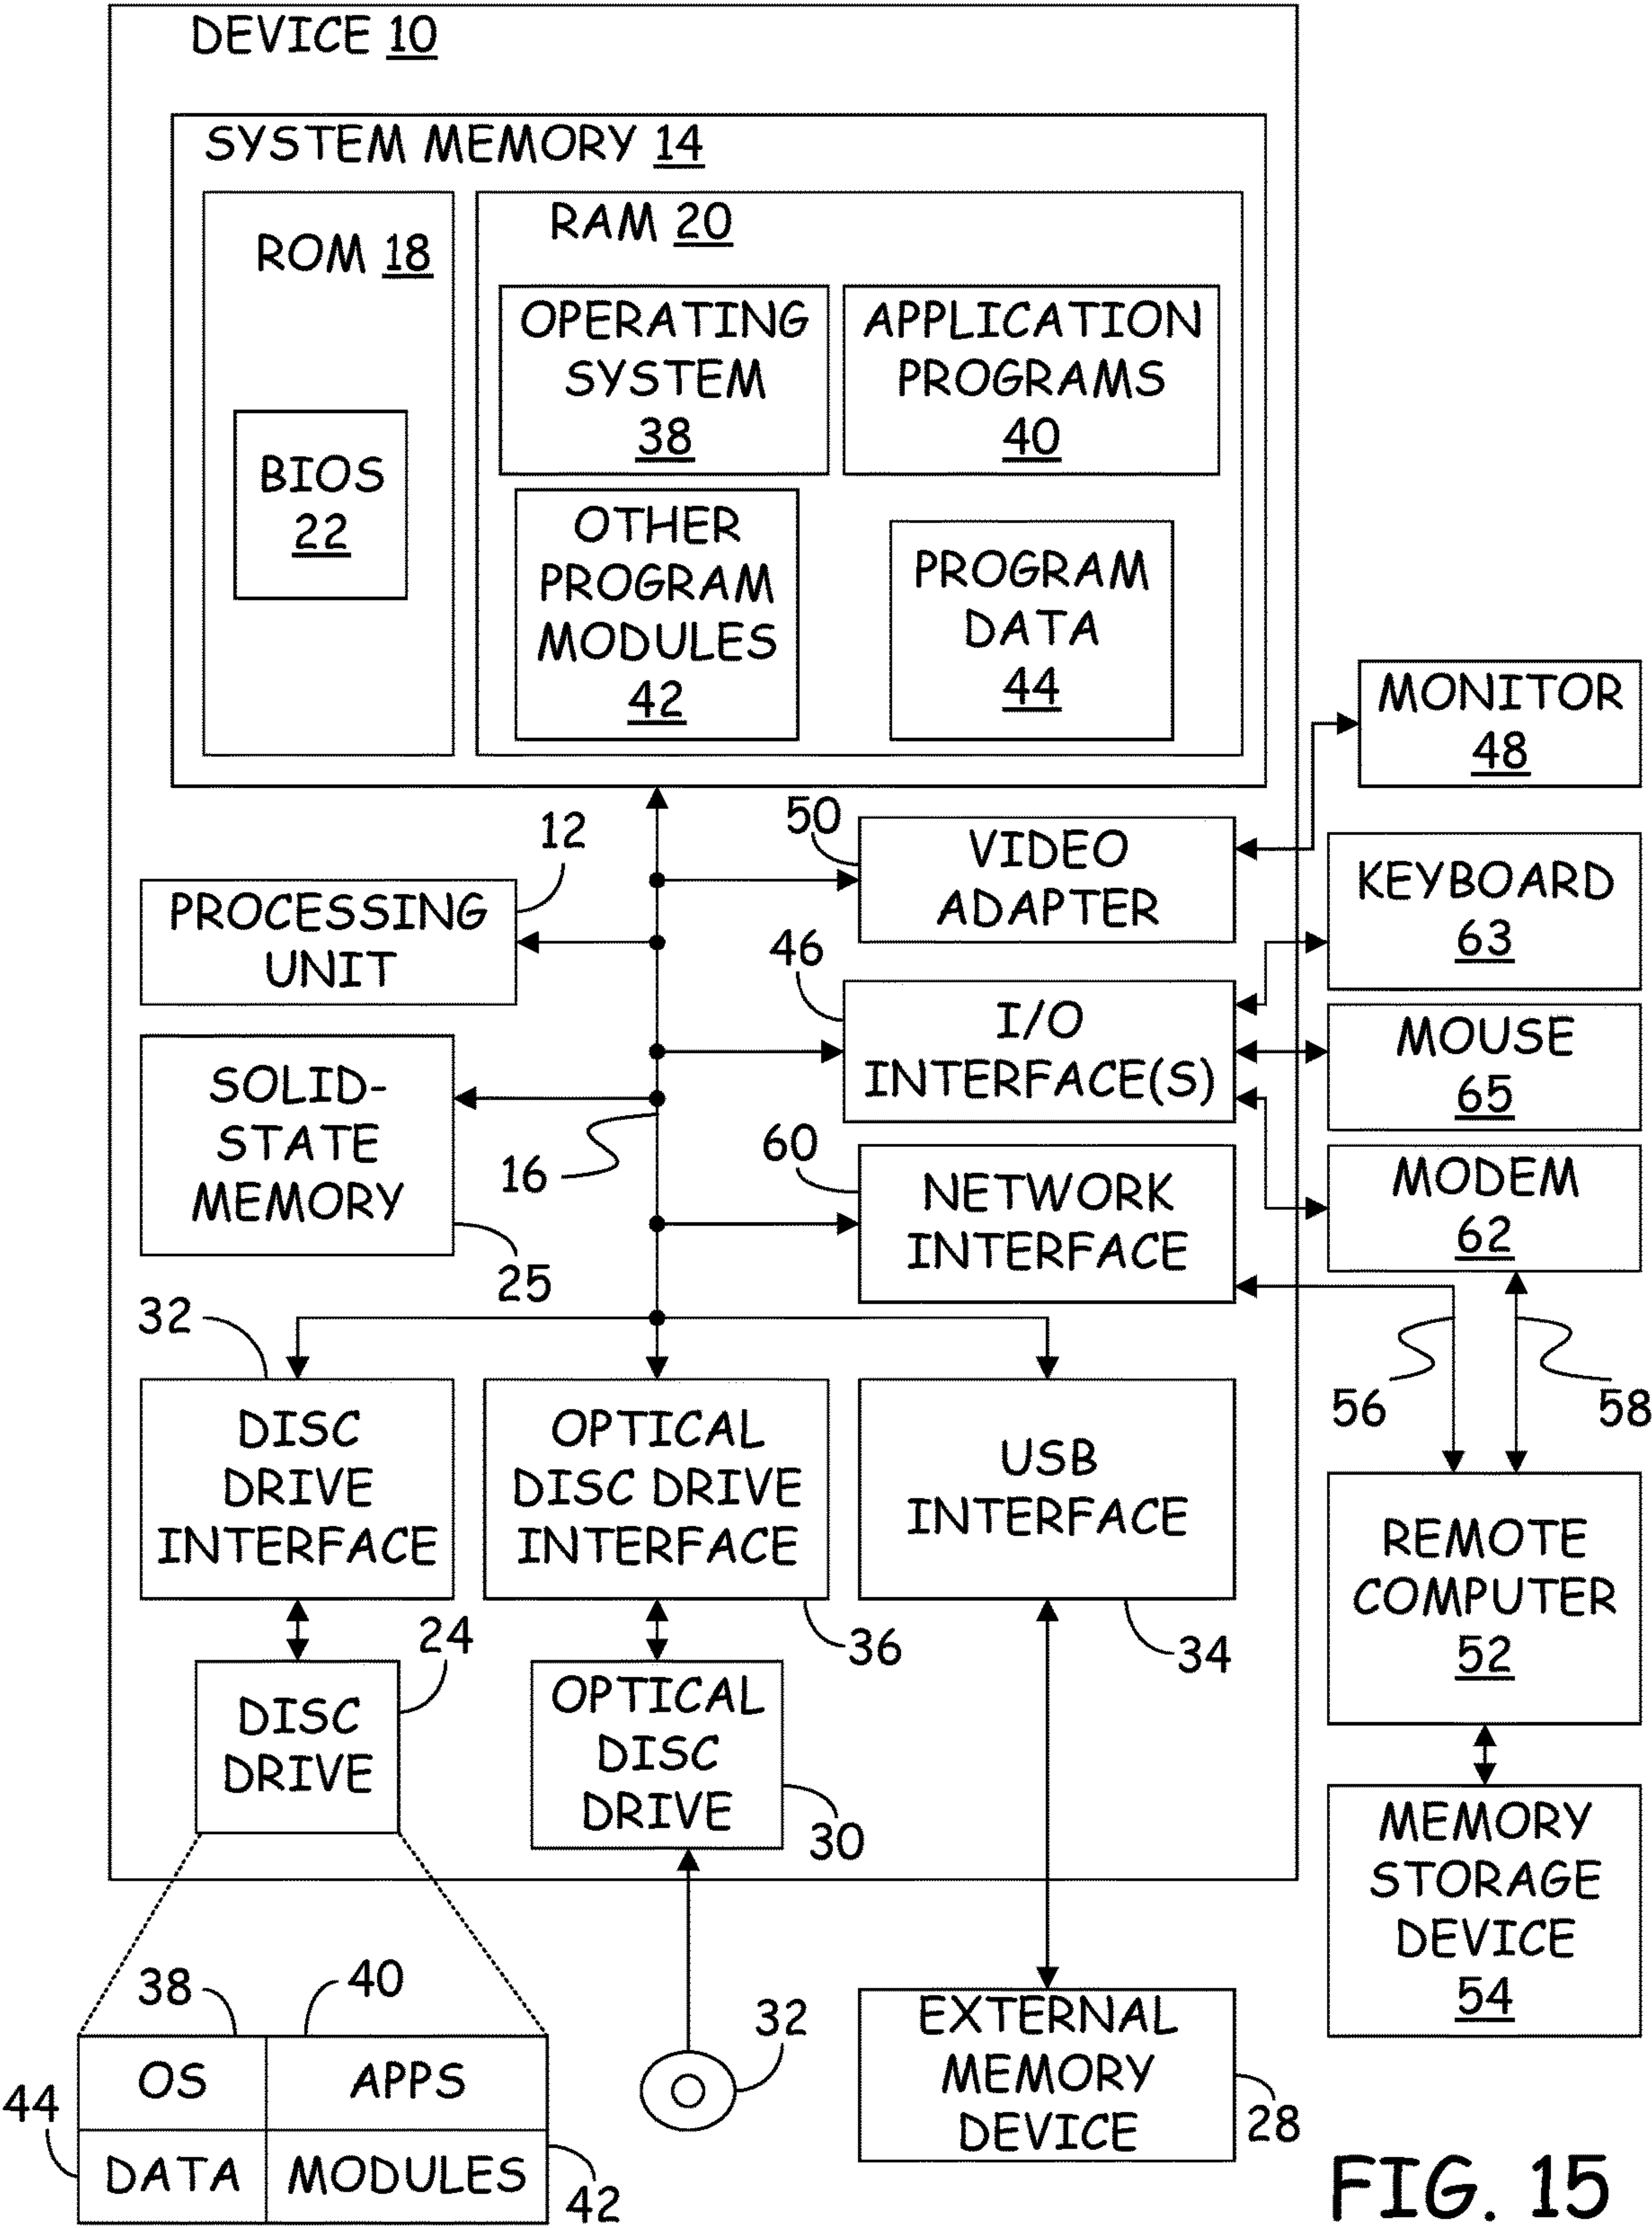 DEVICE 10
SYSTEM MEMORY 14
ROM 18
BIOS
22
RAM 20
OPERATING
SYSTEM
38
APPLICATION
PROGRAMS
40
OTHER
PROGRAM
MODULES
42
PROGRAM
DATA
44
MONITOR
48
12
PROCESSING
UNIT
50
VIDEO
ADAPTER
KEYBOARD
63
46
I/O
INTERFACE(S)
MOUSE
65
SOLID-
STATE
MEMORY
25
16
60
NETWORK
INTERFACE
MODEM
62
56
58
32
DISC
DRIVE
INTERFACE
OPTICAL
DISC DRIVE
INTERFACE
36
USB
INTERFACE
34
REMOTE
COMPUTER
52
24
DISC
DRIVE
OPTICAL
DISC
DRIVE
30
MEMORY
STORAGE
DEVICE
54
38
40
OS
APPS
44
DATA
MODULES
42
32
EXTERNAL
MEMORY
DEVICE
28
FIG. 15